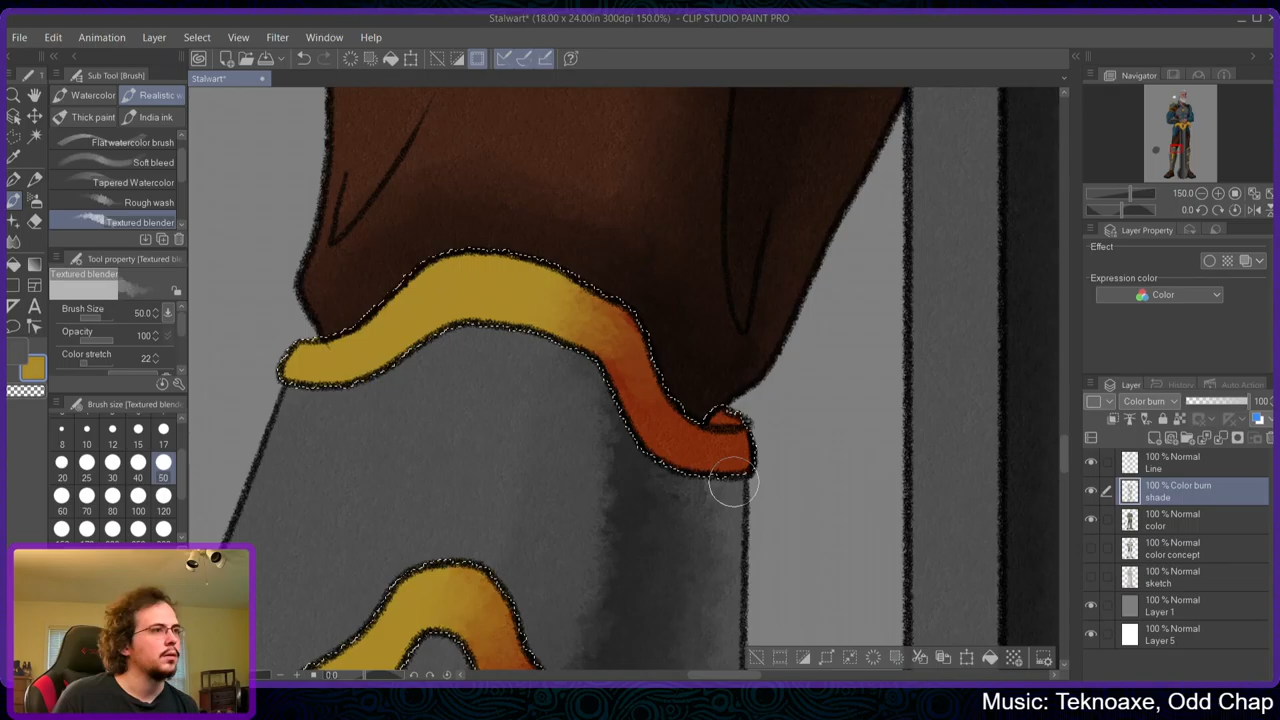 Stalwart* (18.00 x 24.00in 300dpi 150.0%) - CLIP STUDIO PAINT PRO
File Edit Animation Layer Select View Filter Window Help
Sub Tool [Brush]
Stalwart*
Navigator
Watercolor
Realistic w
Thick paint
India ink
Flat watercolor brush
Soft bleed
Tapered Watercolor
Rough wash
Textured blender
Tool property [Textured ble
Textured blender
Brush Size 50.0
Opacity 100
Color stretch 22
Brush size [Textured blende
8 10 12 15 17
20 25 30 40 50
60 70 80 100 120
150.0
0.0
Layer Property
Effect
Expression color
Color
Layer History Auto Action
Color burn 100
100 % Normal
Line
100 % Color burn
shade
100 % Normal
color
100 % Normal
color concept
100 % Normal
sketch
100 % Normal
Layer 1
100 % Normal
Layer 5
0.0
Music: Teknoaxe, Odd Chap